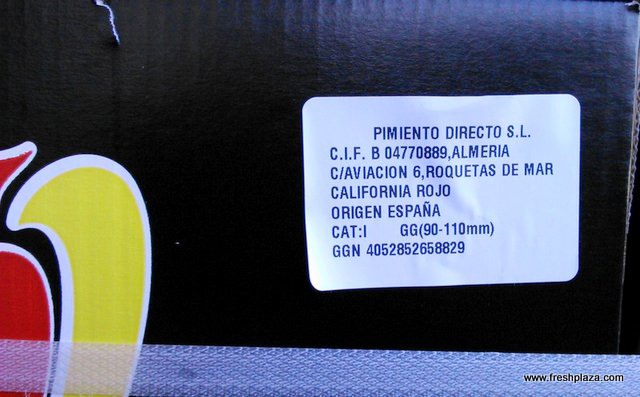 PIMIENTO DIRECTO S.L.
C.I.F. B 04770889,ALMERIA
C/AVIACION 6,ROQUETAS DE MAR
CALIFORNIA ROJO
ORIGEN ESPAÑA
CAT:I GG(90-110mm)
GGN 4052852658829
www.freshplaza.com